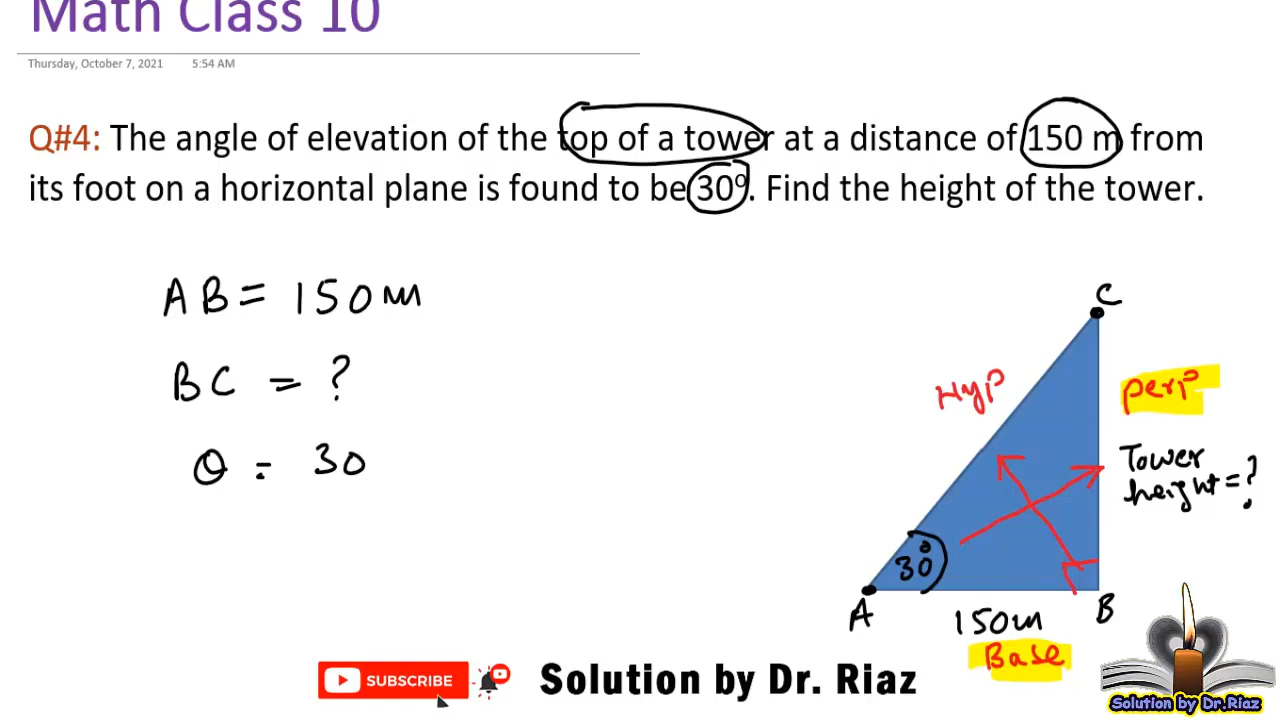 Math Class 10
Thursday, October 7, 2021 5:54 AM
Q#4: The angle of elevation of the top of a tower at a distance of 150 m from
its foot on a horizontal plane is found to be 30⁰. Find the height of the tower.
AB = 150m
BC = ?
θ = 30
C
Hyp
perp
Tower
height = ?
30°
A
B
150m
Base
SUBSCRIBE
Solution by Dr. Riaz
Solution by Dr.Riaz